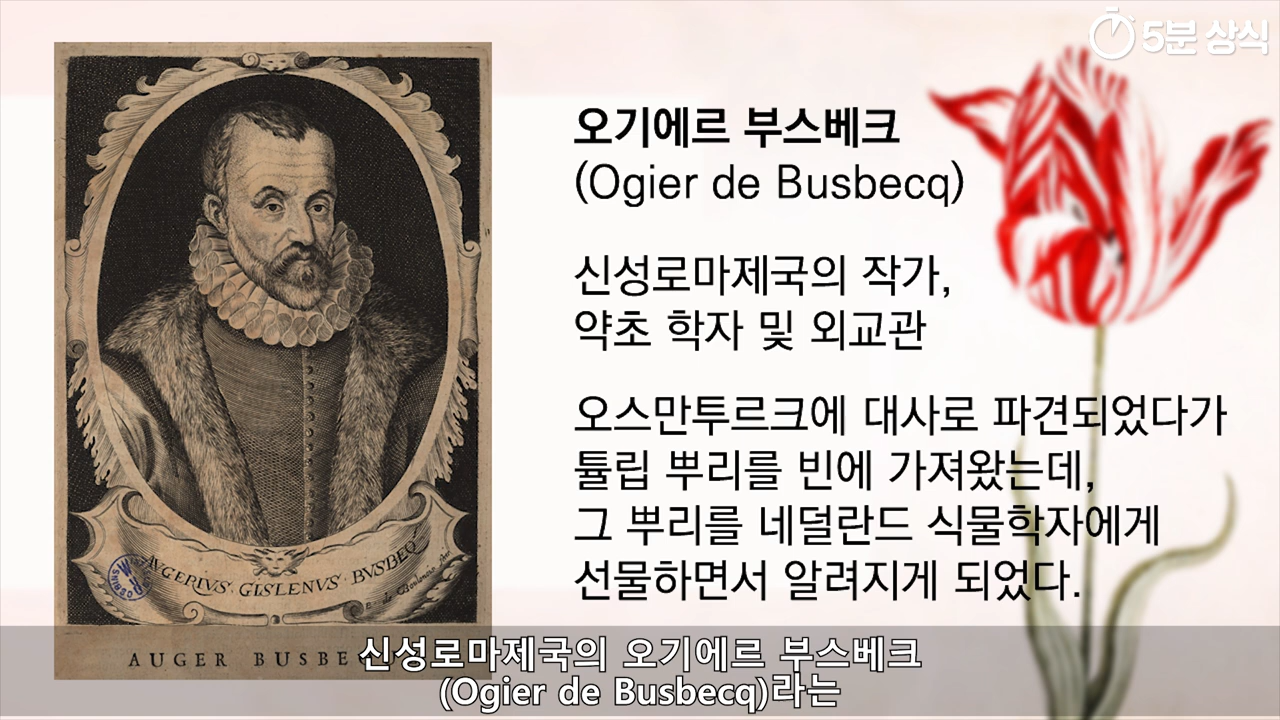 5분 상식
오기에르 부스베크
(Ogier de Busbecq)
신성로마제국의 작가,
약초 학자 및 외교관
오스만투르크에 대사로 파견되었다가
튤립 뿌리를 빈에 가져왔는데,
그 뿌리를 네덜란드 식물학자에게
선물하면서 알려지게 되었다.
AUGERIVS GISLENVS BVSBEQ
AUGER BUSBE
신성로마제국의 오기에르 부스베크
(Ogier de Busbecq)라는